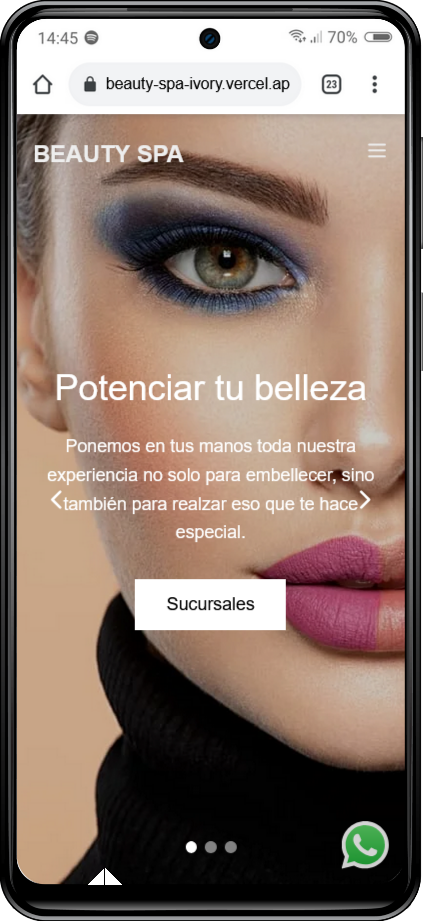 14:45
70%
beauty-spa-ivory.vercel.ap
23
BEAUTY SPA
Potenciar tu belleza
Ponemos en tus manos toda nuestra
experiencia no solo para embellecer, sino
también para realzar eso que te hace
especial.
Sucursales